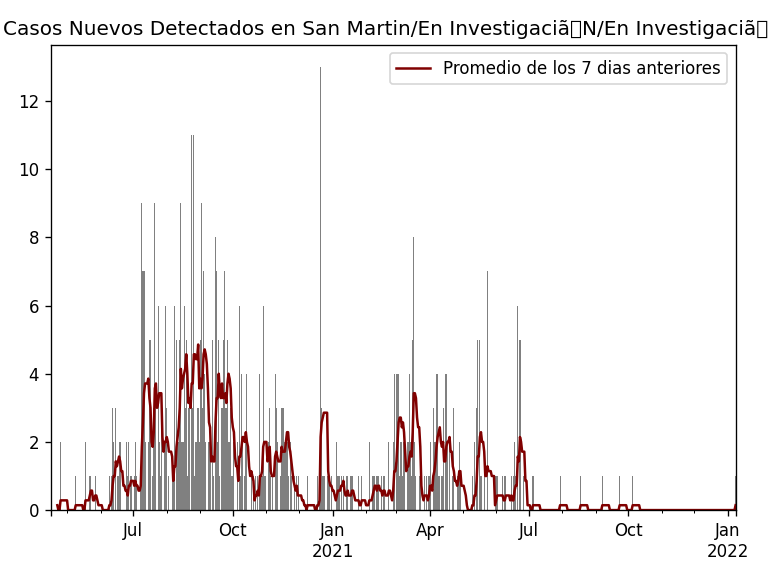 Casos Nuevos Detectados en San Martin/En Investigaciã▯N/En Investigaciã▯
Promedio de los 7 dias anteriores
12
10
8
6
4
2
0
Jul Oct Jan Apr Jul Oct Jan
2021 2022